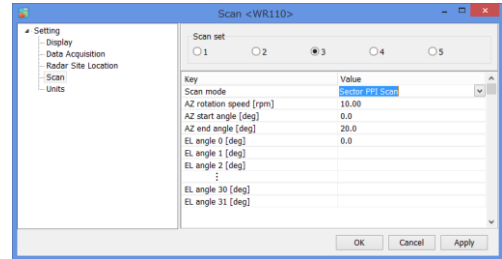 Scan <WR110>
Setting
Display
Data Acquisition
Radar Site Location
Scan
Units
Scan set
1 2 3 4 5
Key Value
Scan mode Sector PPI Scan
AZ rotation speed [rpm] 10.00
AZ start angle [deg] 0.0
AZ end angle [deg] 20.0
EL angle 0 [deg] 0.0
EL angle 1 [deg]
EL angle 2 [deg]
⋮
EL angle 30 [deg]
EL angle 31 [deg]
OK Cancel Apply